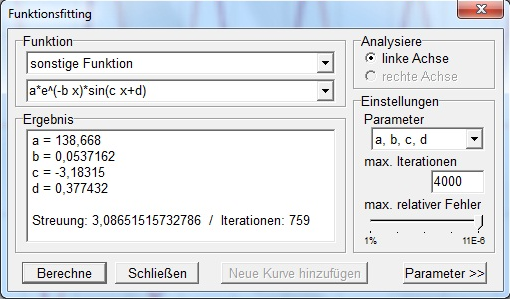 Funktionsfitting
Funktion
sonstige Funktion
a*e^(-b x)*sin(c x+d)
Ergebnis
a = 138,668
b = 0,0537162
c = -3,18315
d = 0,377432
Streuung: 3,08651515732786 / Iterationen: 759
Analysiere
linke Achse
rechte Achse
Einstellungen
Parameter
a, b, c, d
max. Iterationen
4000
max. relativer Fehler
1% 11E-6
Berechne
Schließen
Neue Kurve hinzufügen
Parameter >>